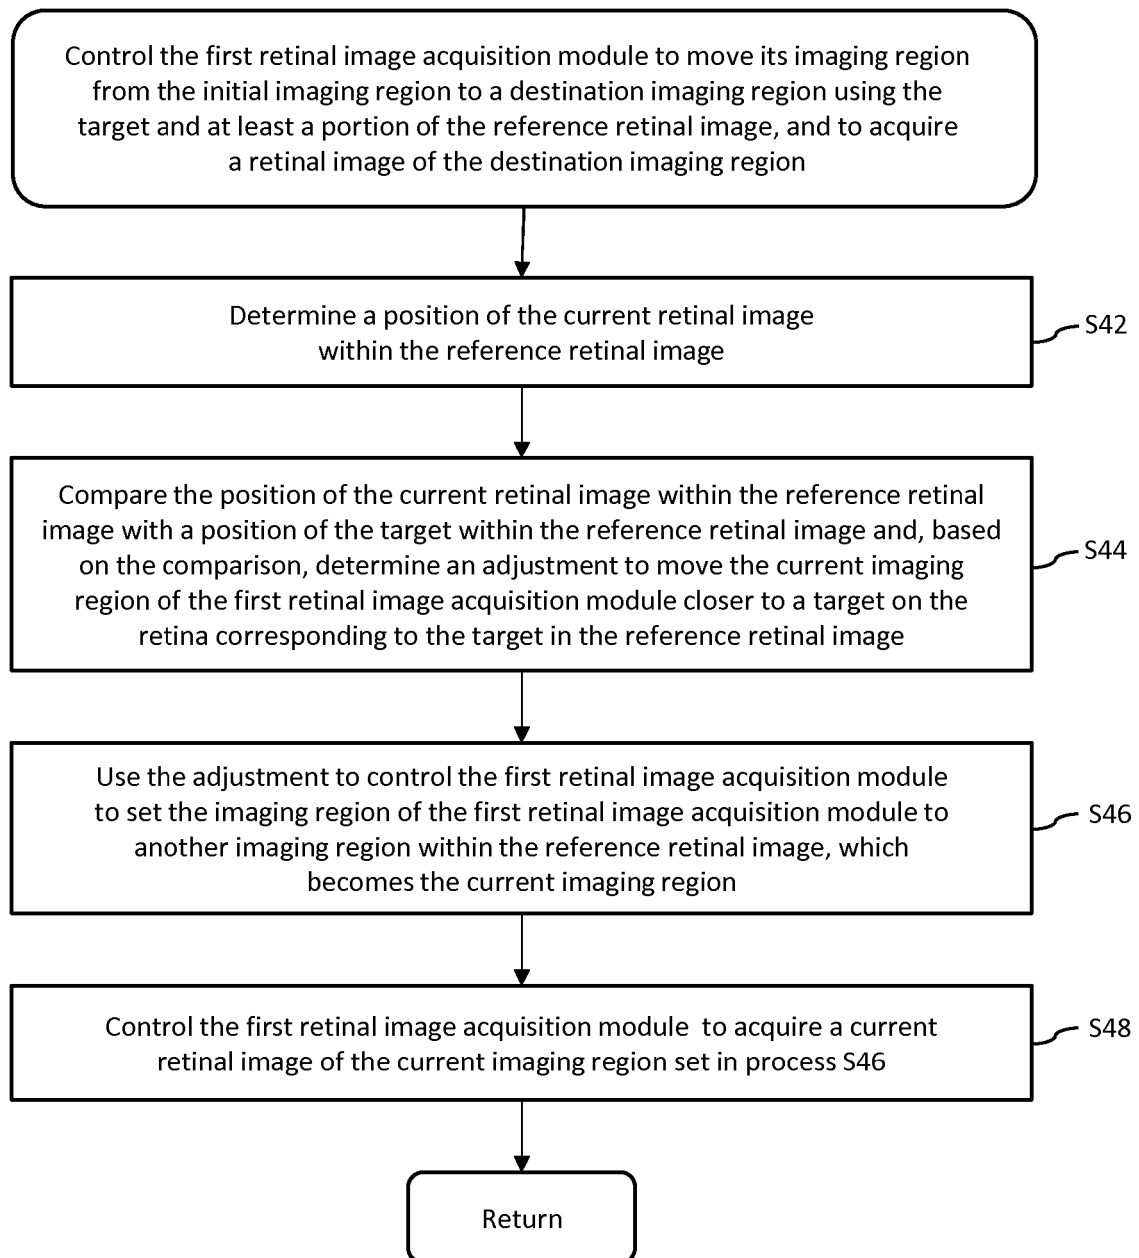 Control the first retinal image acquisition module to move its imaging region
from the initial imaging region to a destination imaging region using the
target and at least a portion of the reference retinal image, and to acquire
a retinal image of the destination imaging region
Determine a position of the current retinal image
within the reference retinal image
S42
Compare the position of the current retinal image within the reference retinal
image with a position of the target within the reference retinal image and, based
on the comparison, determine an adjustment to move the current imaging
region of the first retinal image acquisition module closer to a target on the
retina corresponding to the target in the reference retinal image
S44
Use the adjustment to control the first retinal image acquisition module
to set the imaging region of the first retinal image acquisition module to
another imaging region within the reference retinal image, which
becomes the current imaging region
S46
Control the first retinal image acquisition module  to acquire a current
retinal image of the current imaging region set in process S46
S48
Return